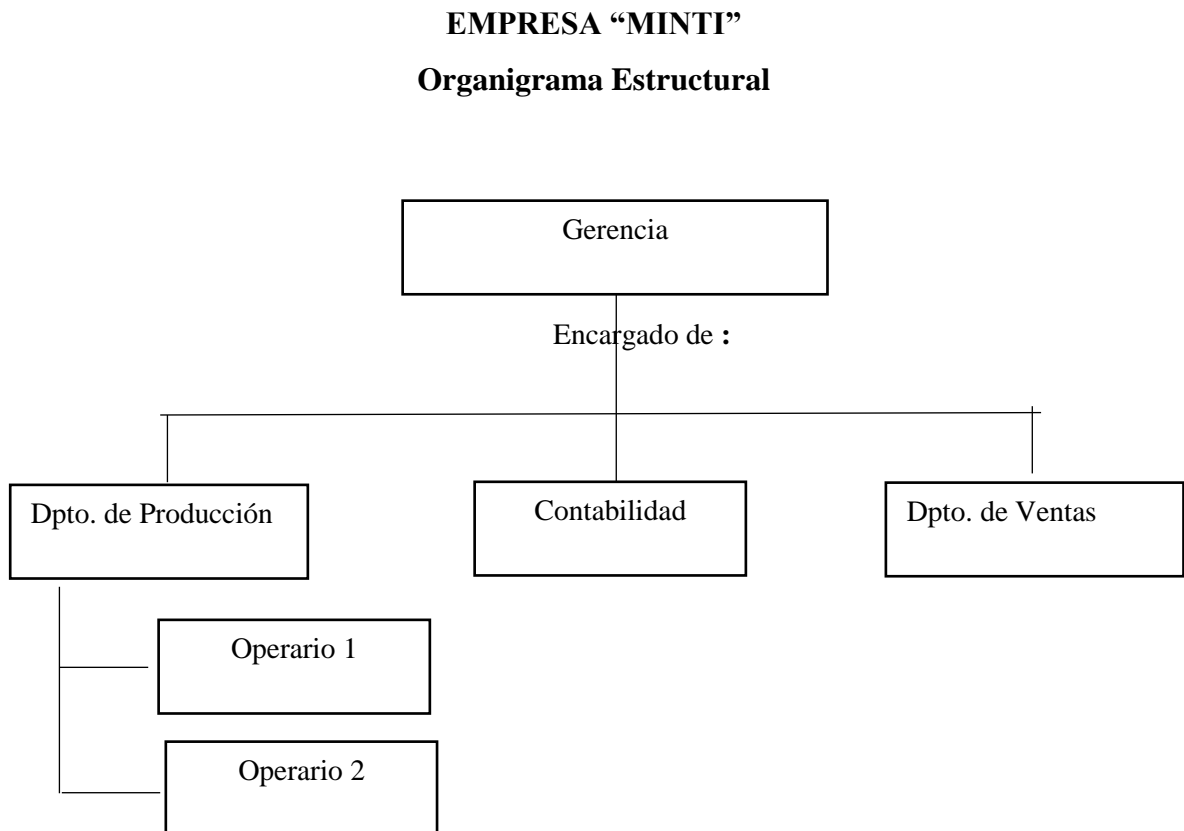 EMPRESA “MINTI”
Organigrama Estructural
Gerencia
Encargado de :
Dpto. de Producción
Contabilidad
Dpto. de Ventas
Operario 1
Operario 2